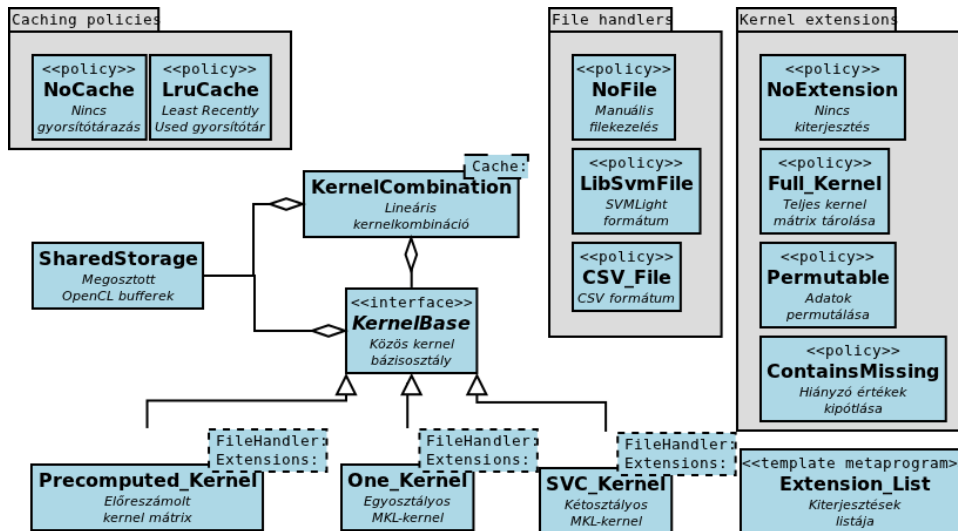 Caching policies
<<policy>>
NoCache
Nincs
gyorsítótárazás
<<policy>>
LruCache
Least Recently
Used gyorsítótár
File handlers
<<policy>>
NoFile
Manuális
filekezelés
<<policy>>
LibSvmFile
SVMLight
formátum
<<policy>>
CSV_File
CSV formátum
Kernel extensions
<<policy>>
NoExtension
Nincs
kiterjesztés
<<policy>>
Full_Kernel
Teljes kernel
mátrix tárolása
<<policy>>
Permutable
Adatok
permutálása
<<policy>>
ContainsMissing
Hiányzó értékek
kipótlása
Cache:
KernelCombination
Lineáris
kernelkombináció
SharedStorage
Megosztott
OpenCL bufferek
<<interface>>
KernelBase
Közös kernel
bázisosztály
FileHandler:
Extensions:
Precomputed_Kernel
Előreszámolt
kernel mátrix
FileHandler:
Extensions:
One_Kernel
Egyosztályos
MKL-kernel
FileHandler:
Extensions:
SVC_Kernel
Kétosztályos
MKL-kernel
<<template metaprogram>>
Extension_List
Kiterjesztések
listája